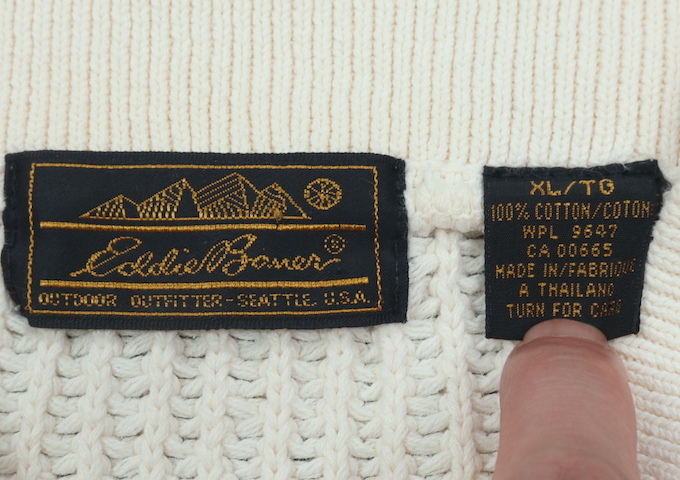 Eddie Bauer®
OUTDOOR OUTFITTER-SEATTLE, U.S.A.
XL/TG
100% COTTON/COTON
WPL 9647
CA 00665
MADE IN/FABRIQUE
A THAILAND
TURN FOR CARE